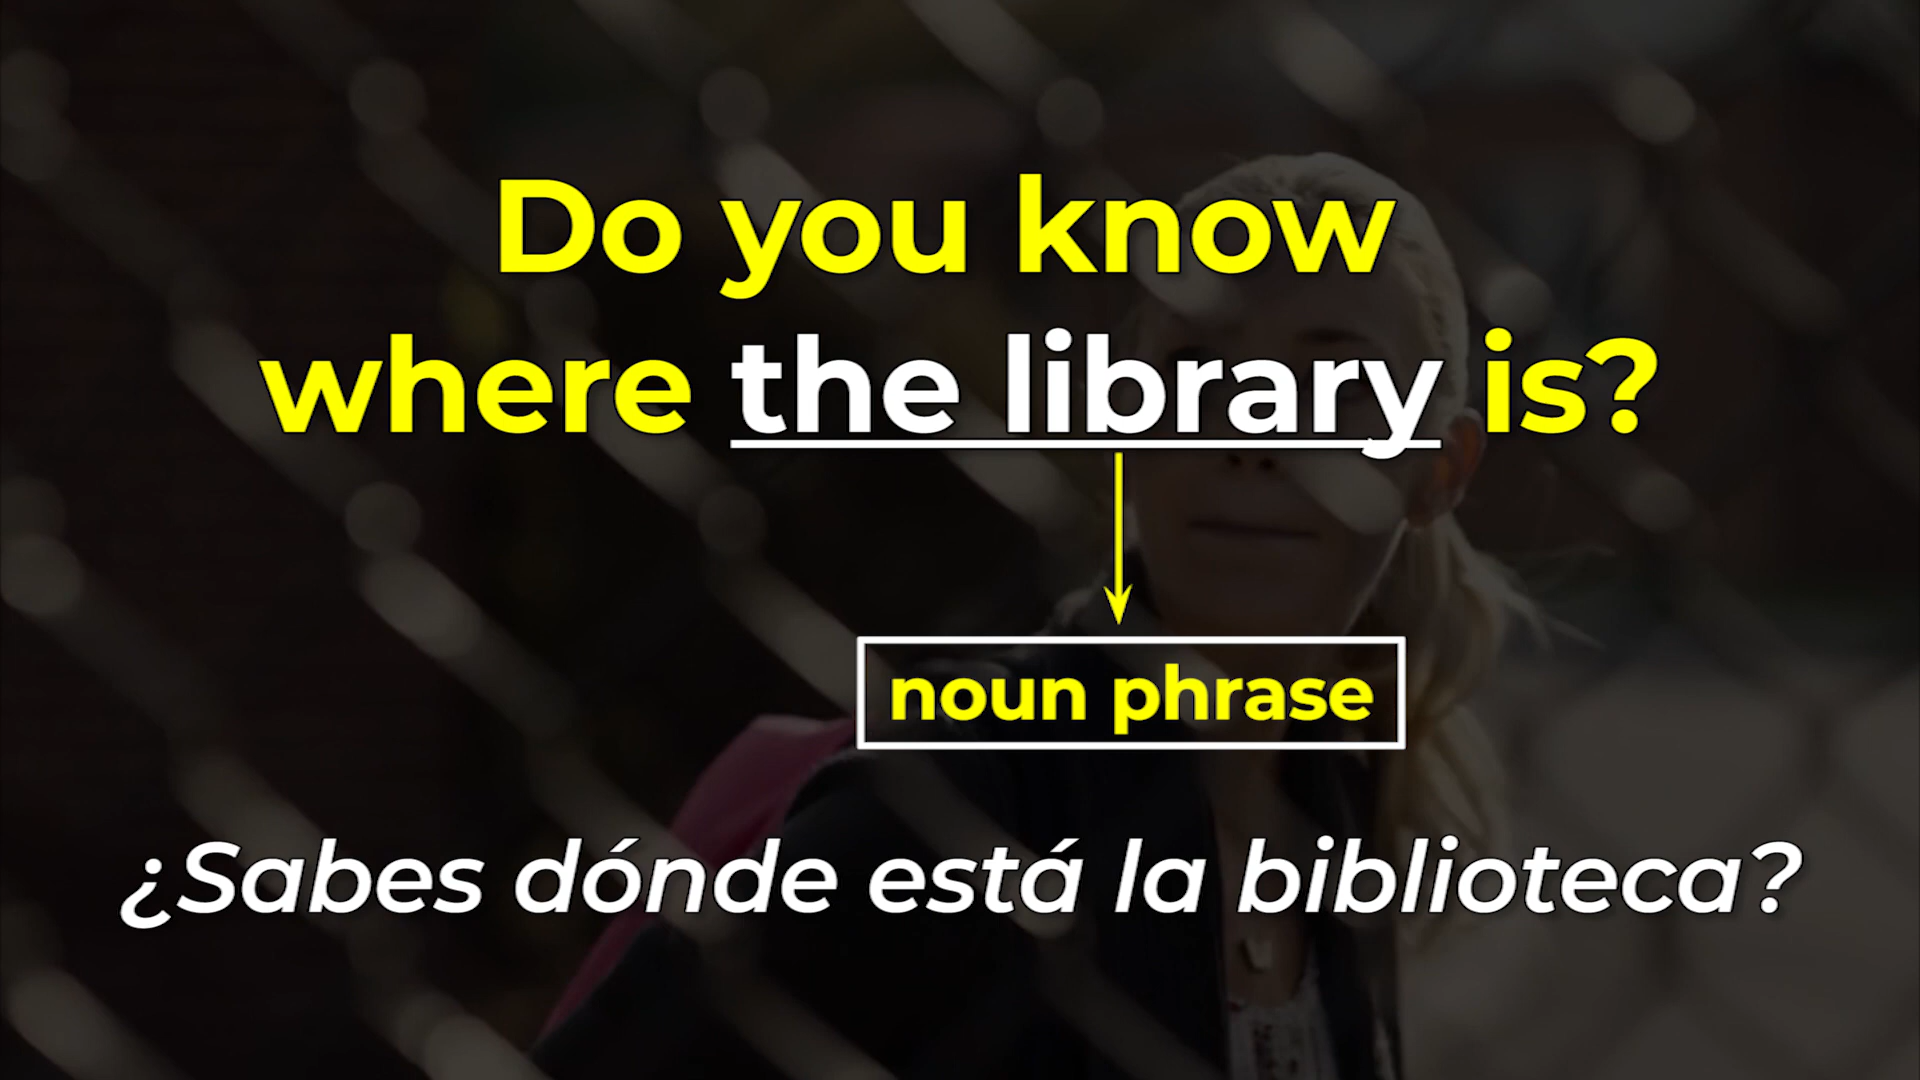 Do you know
where the library is?
noun phrase
¿Sabes dónde está la biblioteca?